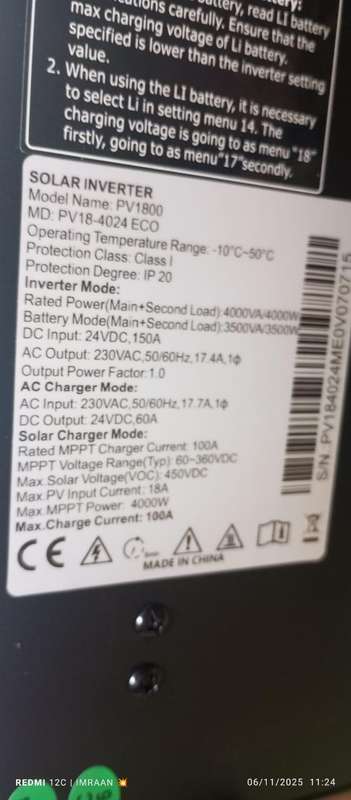 battery, read LI battery
cations carefully. Ensure that the
max charging voltage of Li battery.
specified is lower than the inverter setting
value.
2. When using the LI battery, it is necessary
to select Li in setting menu 14. The
charging voltage is going to as menu "18"
firstly, going to as menu "17"secondly.
SOLAR INVERTER
Model Name: PV1800
MD: PV18-4024 ECO
Operating Temperature Range: -10°C~50°C
Protection Class: Class I
Protection Degree: IP 20
Inverter Mode:
Rated Power(Main+Second Load):4000VA/4000W
Battery Mode(Main+Second Load):3500VA/3500W
DC Input: 24VDC,150A
AC Output: 230VAC,50/60Hz,17.4A,1ϕ
Output Power Factor:1.0
AC Charger Mode:
AC Input: 230VAC,50/60Hz,17.7A,1ϕ
DC Output: 24VDC,60A
Solar Charger Mode:
Rated MPPT Charger Current: 100A
MPPT Voltage Range(Typ): 60~360VDC
Max.Solar Voltage(VOC): 450VDC
Max.PV Input Current: 18A
Max.MPPT Power: 4000W
Max.Charge Current: 100A
CE
MADE IN CHINA
S/N: PV184024ME0V070715
REDMI 12C | IMRAAN 💥
06/11/2025 11:24